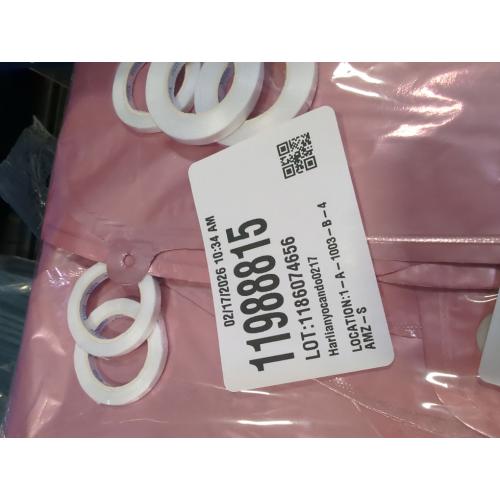 02/17/2026 10:34 AM
11988815
LOT:1186074656
Harlianyocando0217
LOCATION:1-A-1003-B-4
AMZ-S